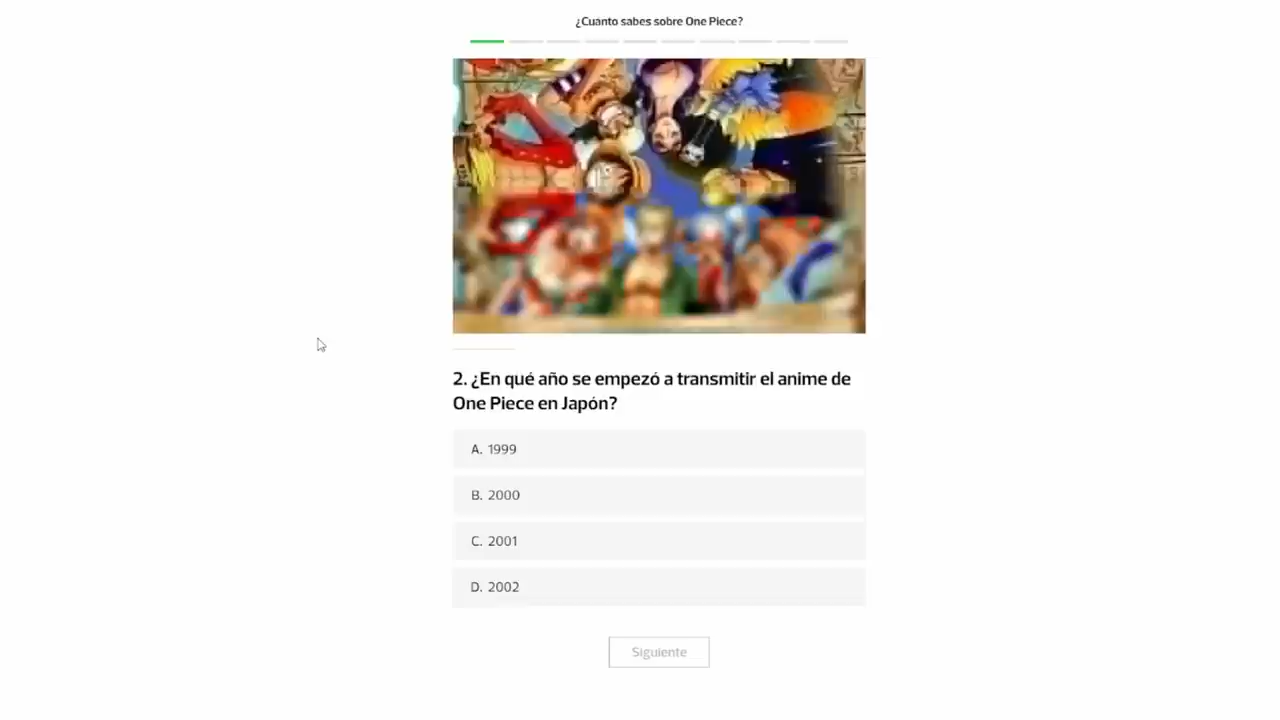 ¿Cuanto sabes sobre One Piece?
2. ¿En qué año se empezó a transmitir el anime de
One Piece en Japón?
A. 1999
B. 2000
C. 2001
D. 2002
Siguiente